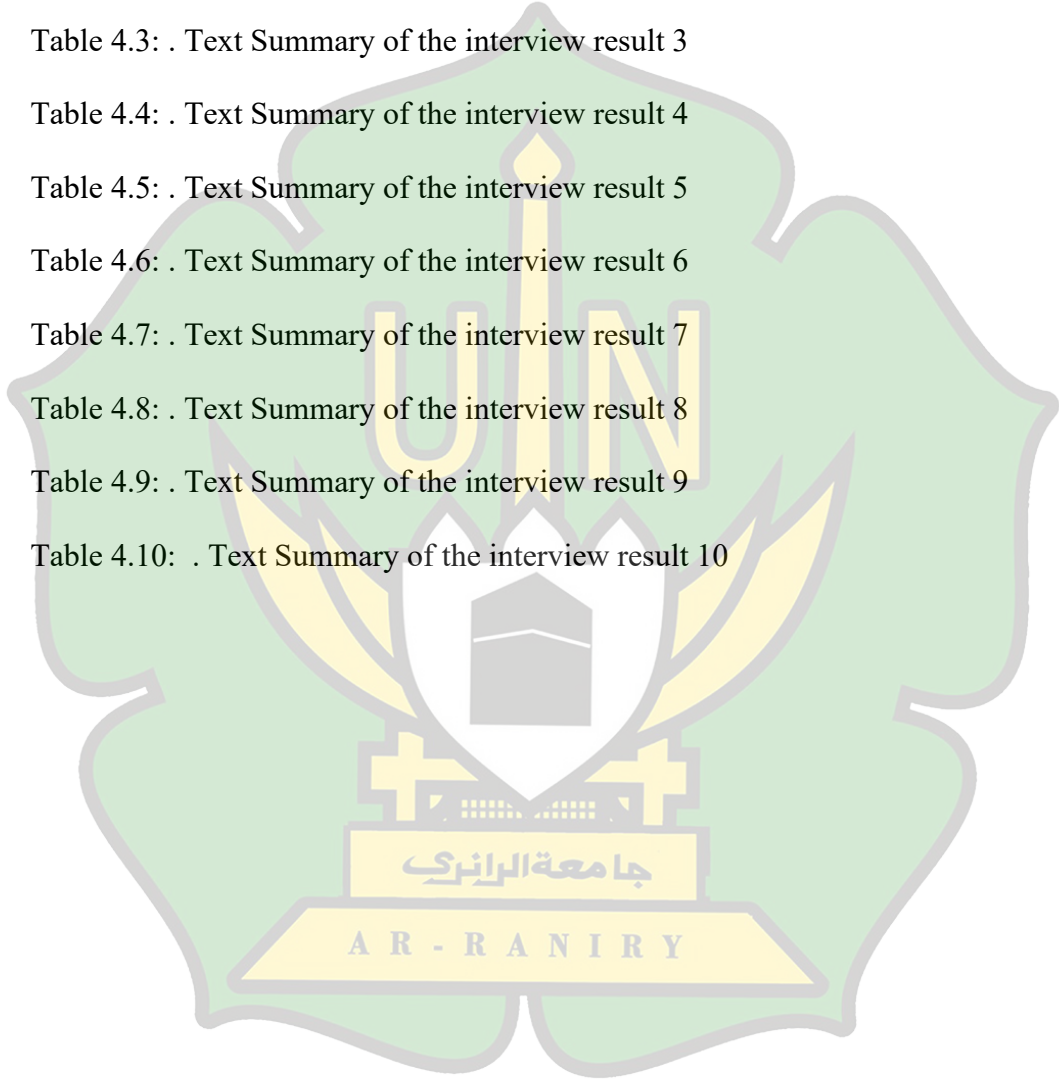 Table 4.3: . Text Summary of the interview result 3
Table 4.4: . Text Summary of the interview result 4
Table 4.5: . Text Summary of the interview result 5
Table 4.6: . Text Summary of the interview result 6
Table 4.7: . Text Summary of the interview result 7
UIN
Table 4.8: . Text Summary of the interview result 8
Table 4.9: . Text Summary of the interview result 9
Table 4.10:  . Text Summary of the interview result 10
جامعةالرانري
AR-RANIRY